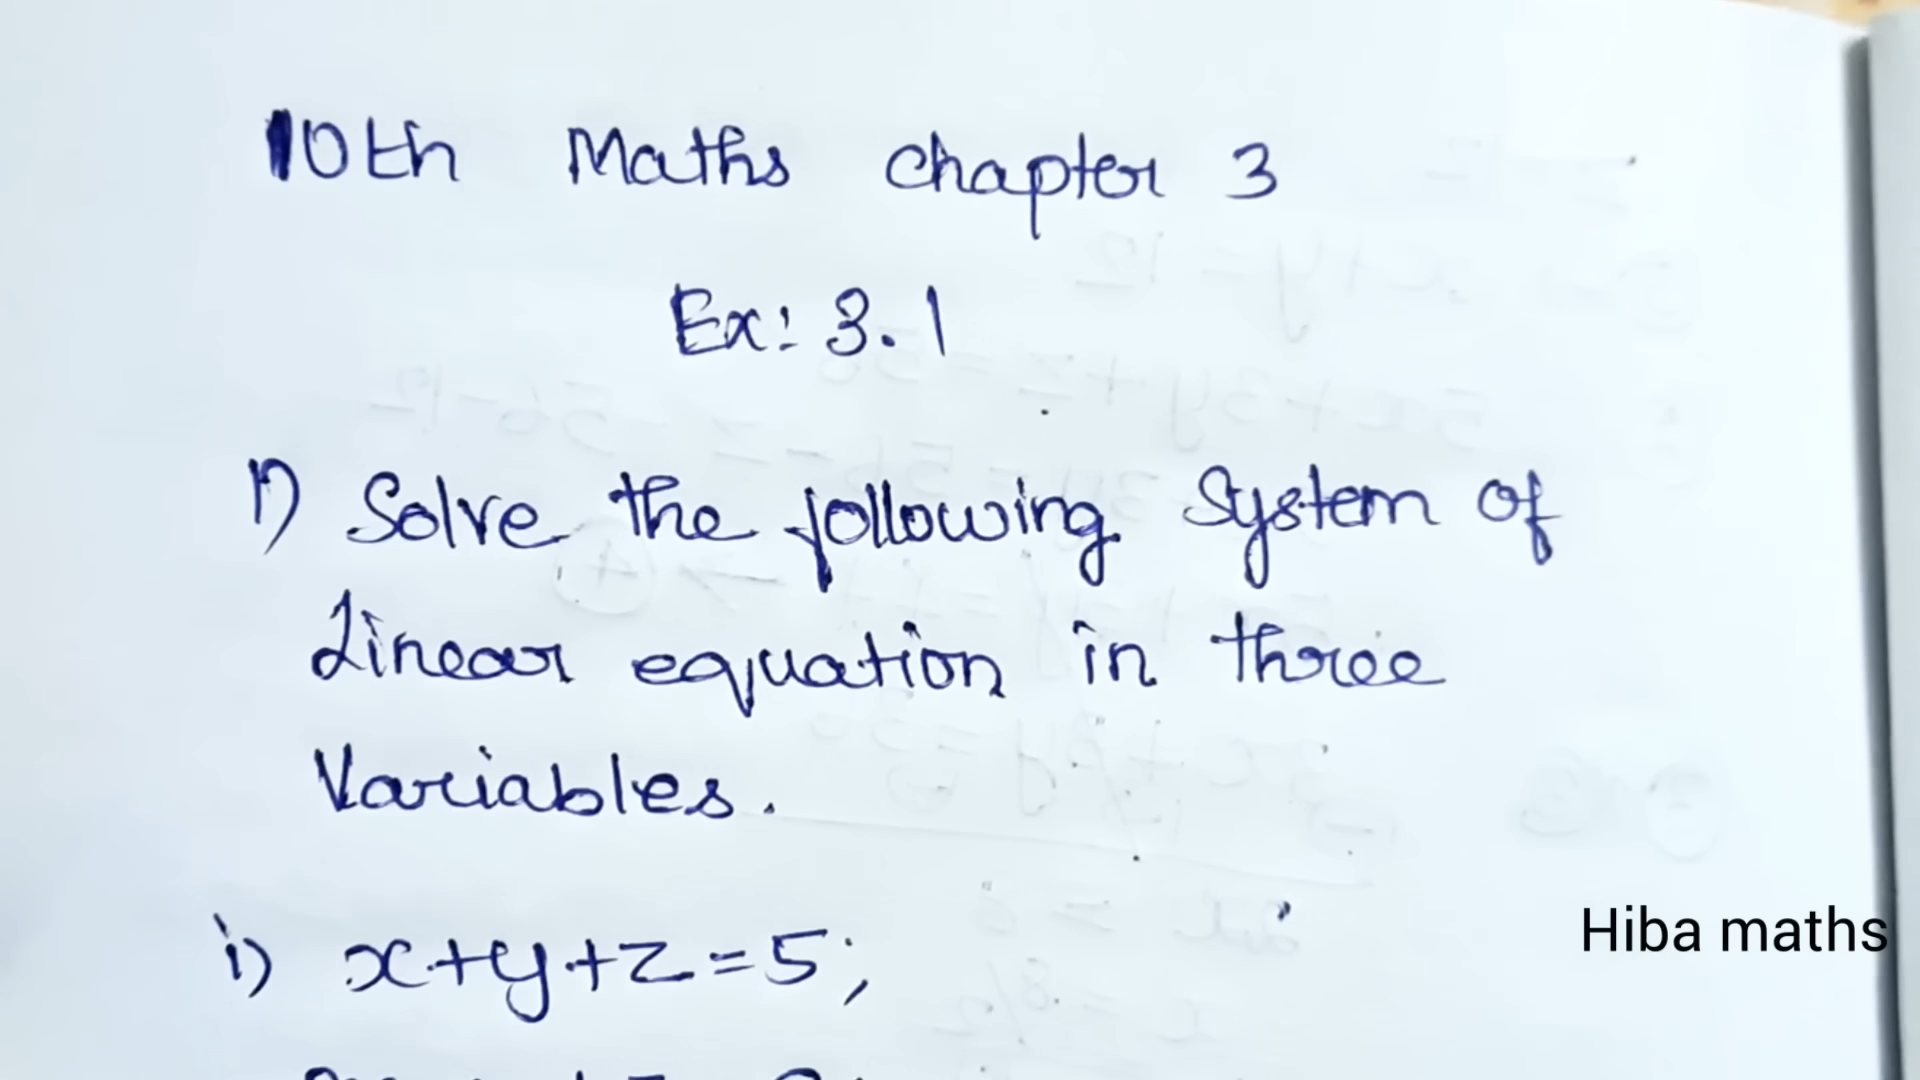 10th Maths chapter 3
Ex: 3.1
1) Solve the following System of
Linear equation in three
Variables.
i) x+y+z=5;
Hiba maths